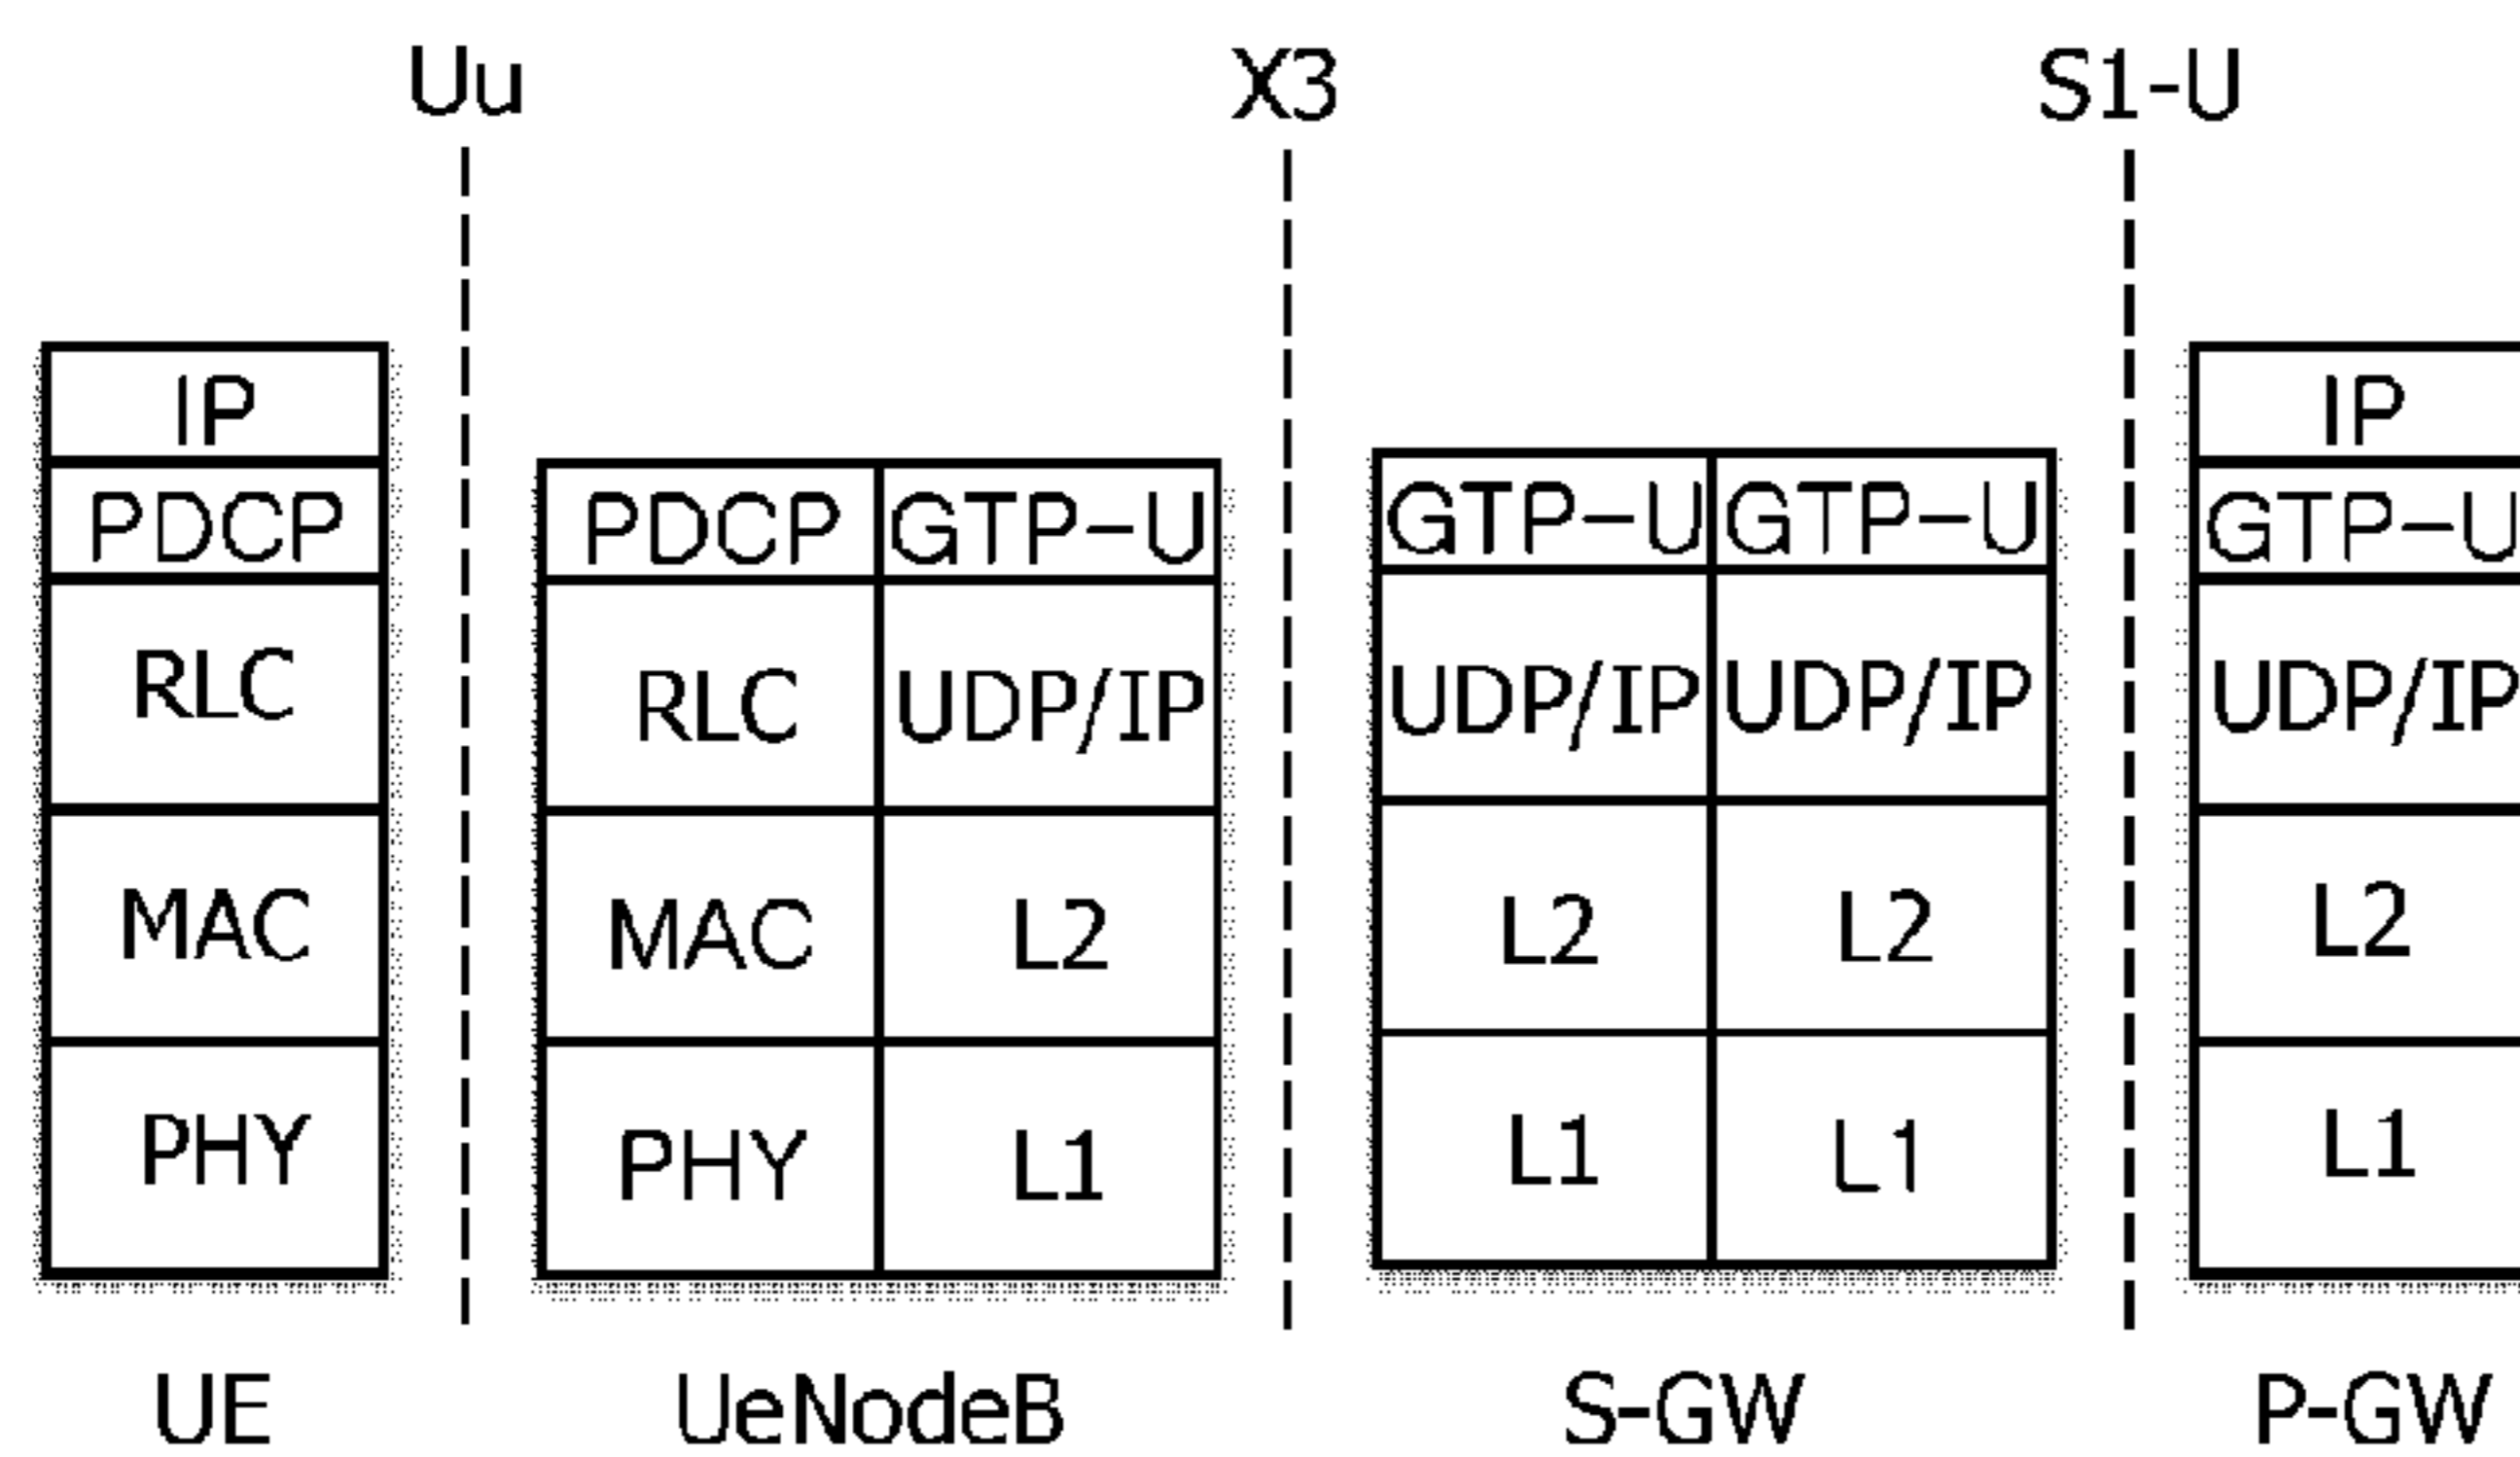 Uu X3 S1-U
IP IP
PDCP PDCP GTP-U GTP-U GTP-U GTP-U
RLC RLC UDP/IP UDP/IP UDP/IP UDP/IP
MAC MAC L2 L2 L2 L2
PHY PHY L1 L1 L1 L1
UE UeNodeB S-GW P-GW